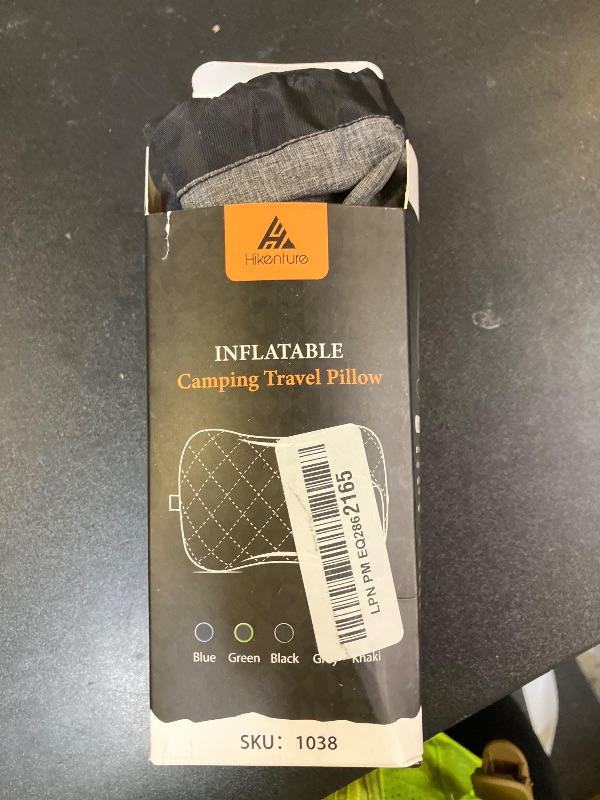 Hikenture
INFLATABLE
Camping Travel Pillow
LPN PM EQ2862165
Blue Green Black Khaki
SKU: 1038